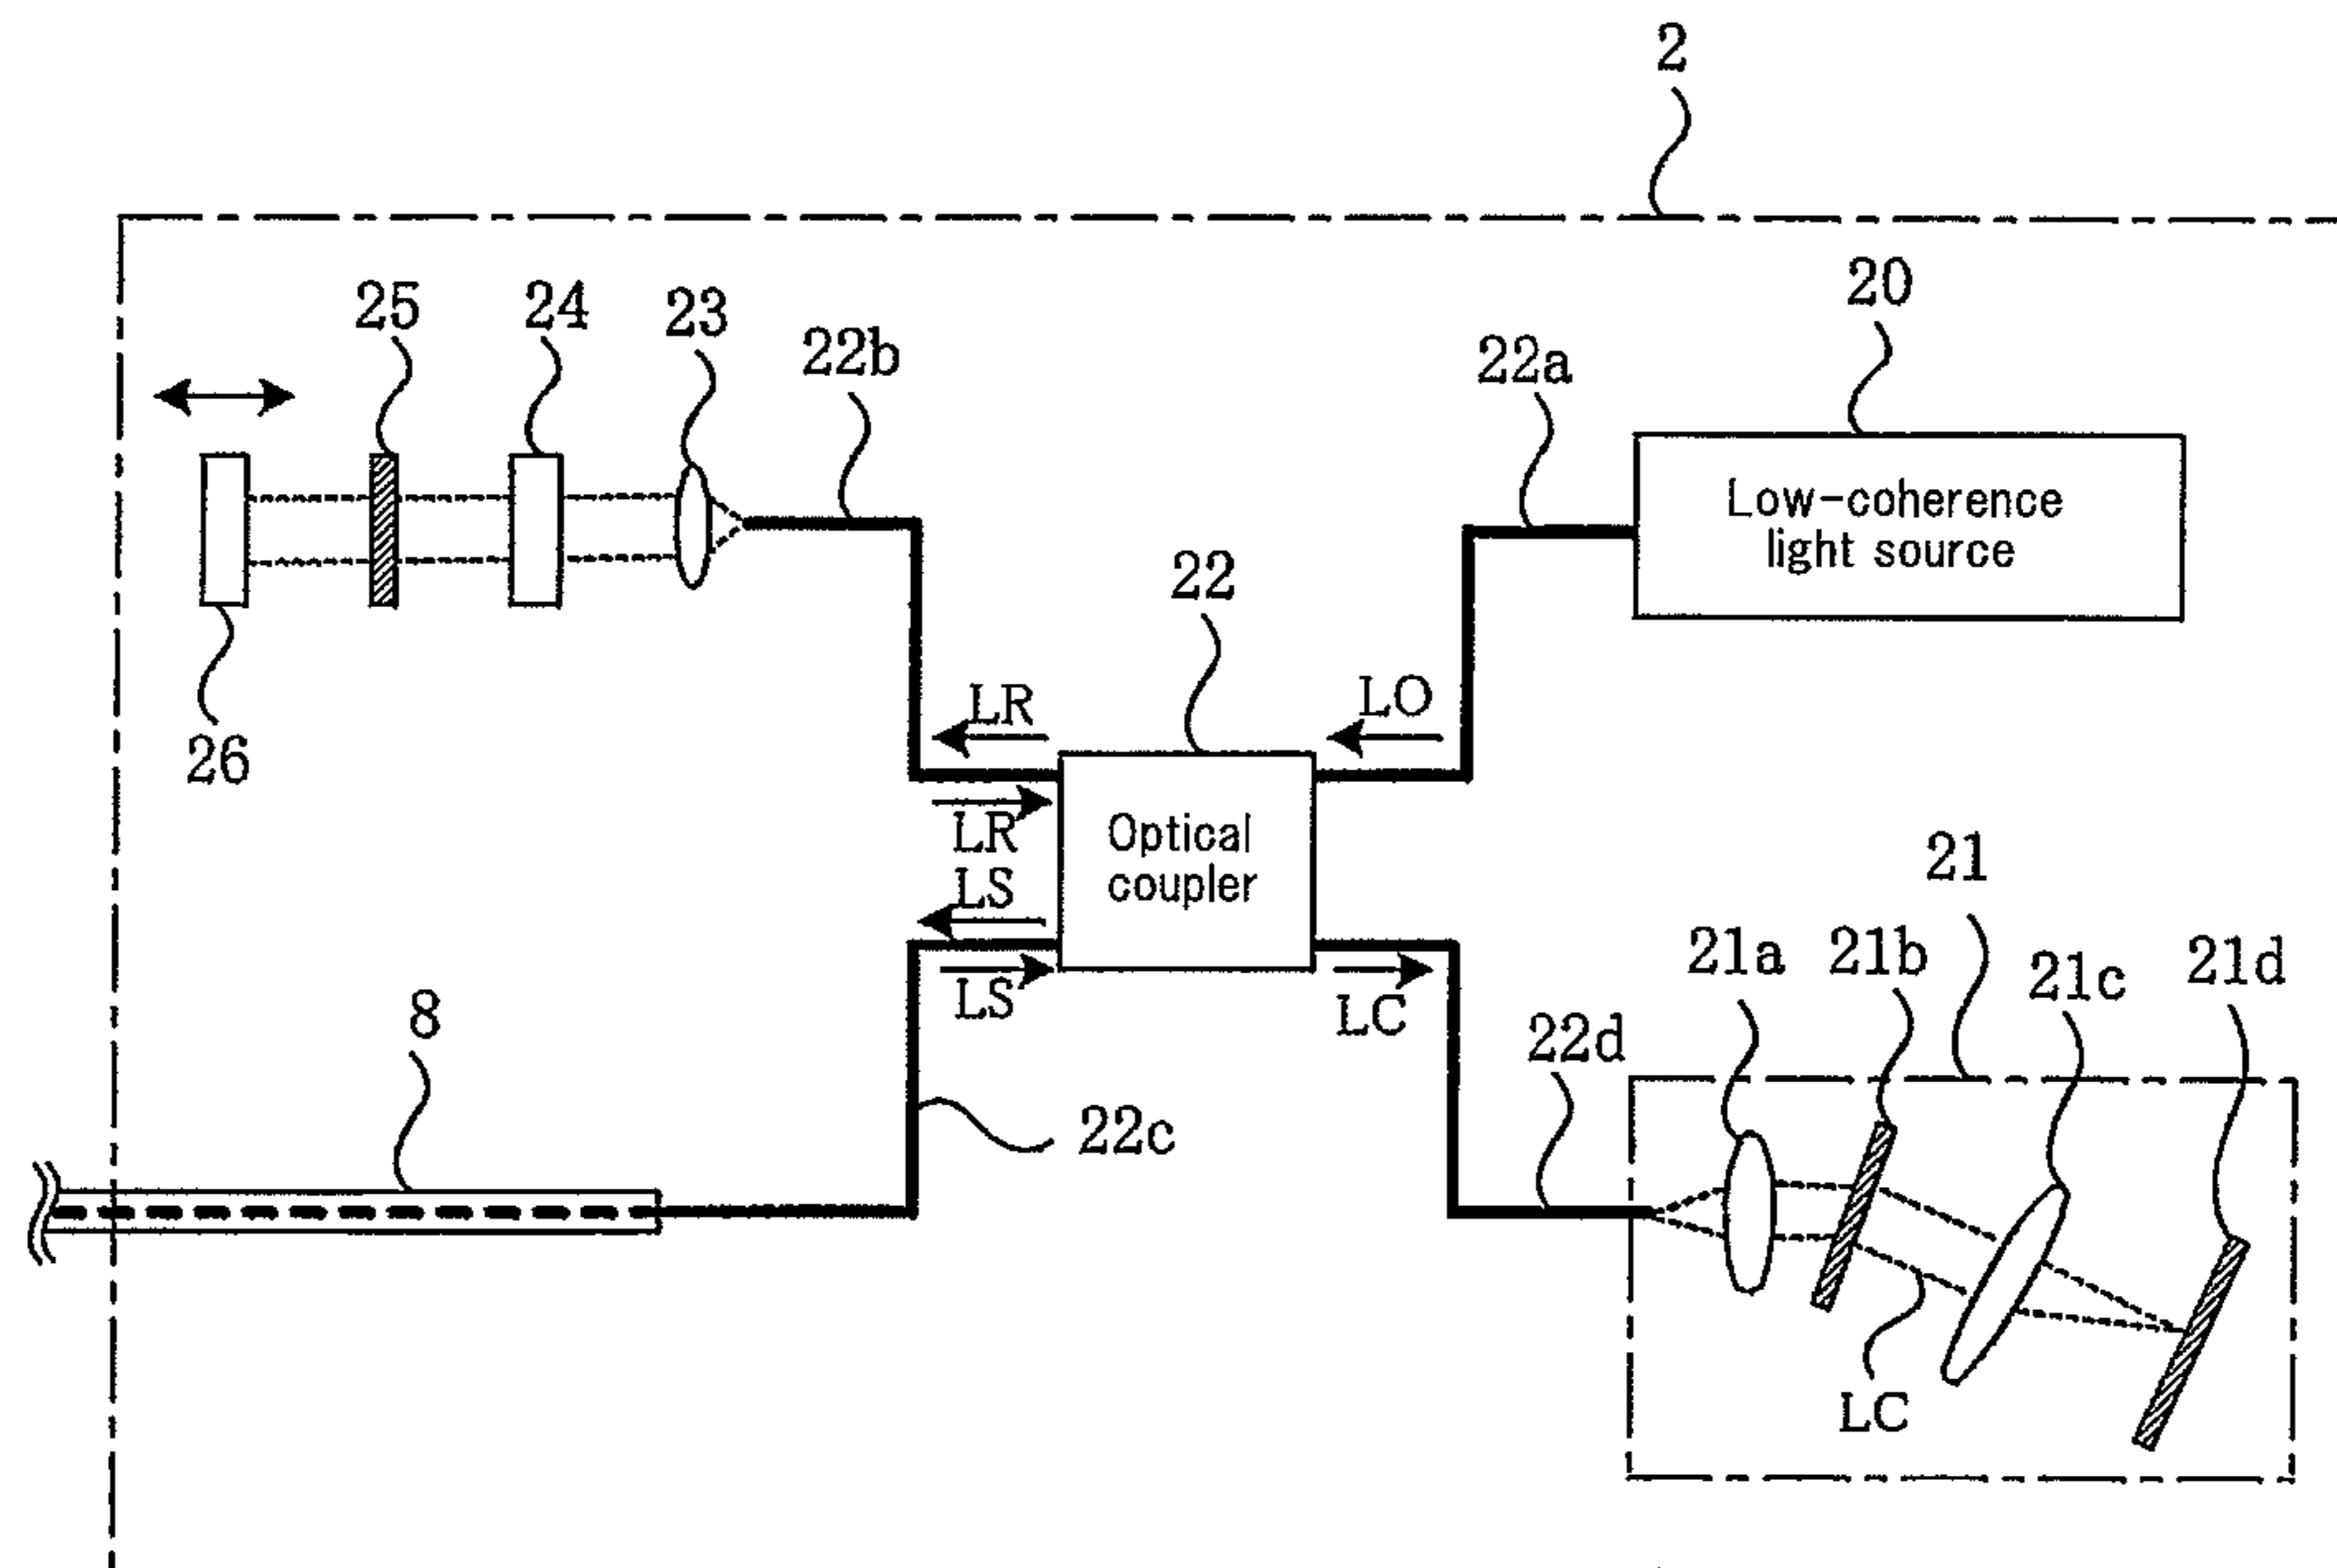 2
20
25
24
23
22b
22a
Low-coherence
light source
22
LR
LO
26
LR
Optical
coupler
LS
21
21a
21b
21c
21d
LS
LC
8
22d
22c
LC